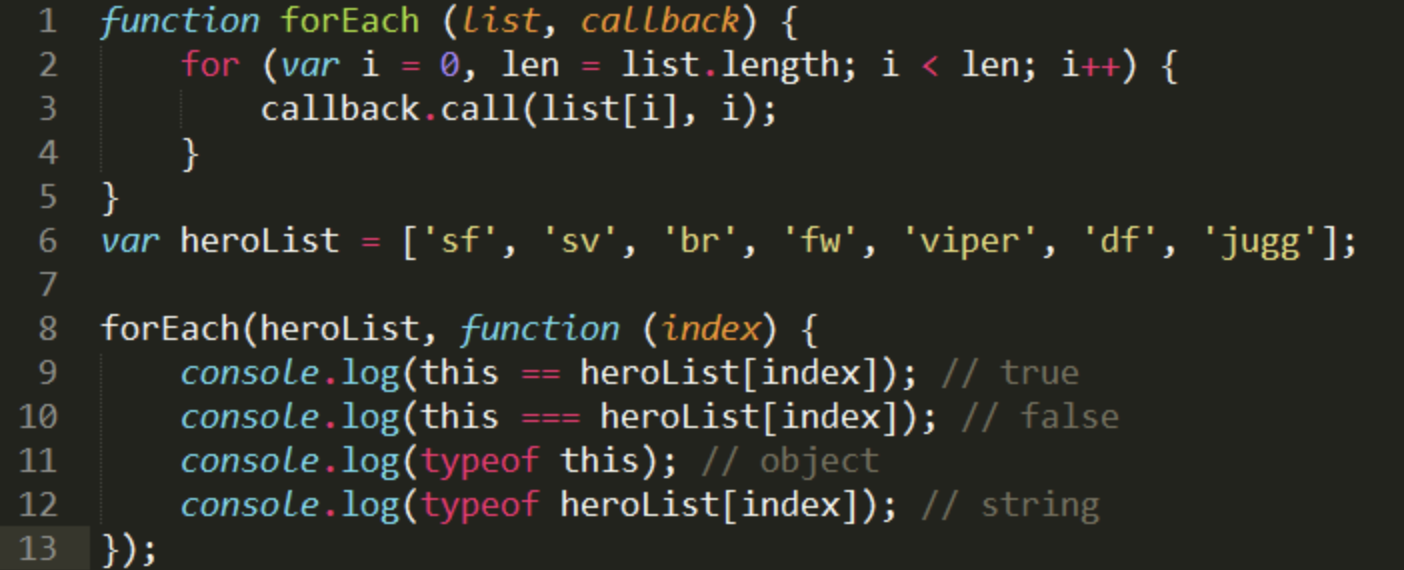 1 function forEach (list, callback) {
2     for (var i = 0, len = list.length; i < len; i++) {
3         callback.call(list[i], i);
4     }
5 }
6 var heroList = ['sf', 'sv', 'br', 'fw', 'viper', 'df', 'jugg'];
7
8 forEach(heroList, function (index) {
9     console.log(this == heroList[index]); // true
10     console.log(this === heroList[index]); // false
11     console.log(typeof this); // object
12     console.log(typeof heroList[index]); // string
13 });